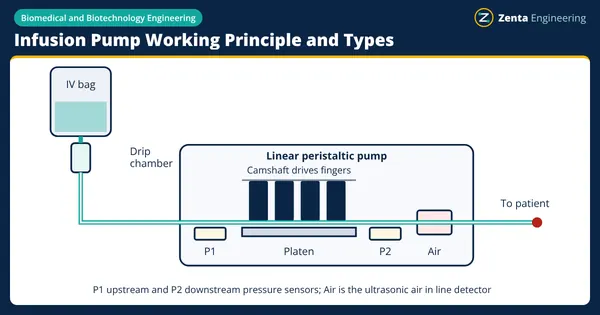 Biomedical and Biotechnology Engineering
Zenta Engineering
Infusion Pump Working Principle and Types
IV bag
Drip
chamber
Linear peristaltic pump
Camshaft drives fingers
To patient
P1
Platen
P2
Air
P1 upstream and P2 downstream pressure sensors; Air is the ultrasonic air in line detector